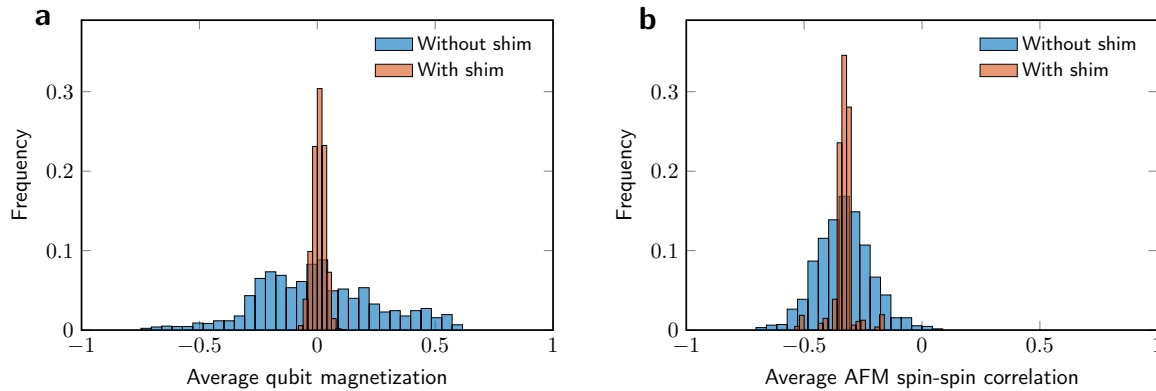 a
Without shim
With shim
Frequency
0
0.1
0.2
0.3
−1
−0.5
0
0.5
1
Average qubit magnetization
b
Without shim
With shim
Frequency
0
0.1
0.2
0.3
−1
−0.5
0
0.5
1
Average AFM spin-spin correlation